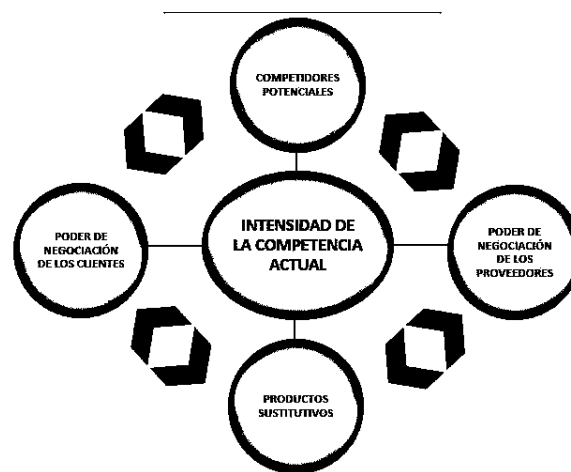 COMPETIDORES
POTENCIALES
PODER DE
NEGOCIACIÓN
DE LOS CLIENTES
INTENSIDAD DE
LA COMPETENCIA
ACTUAL
PODER DE
NEGOCIACIÓN
DE LOS
PROVEEDORES
PRODUCTOS
SUSTITUTIVOS